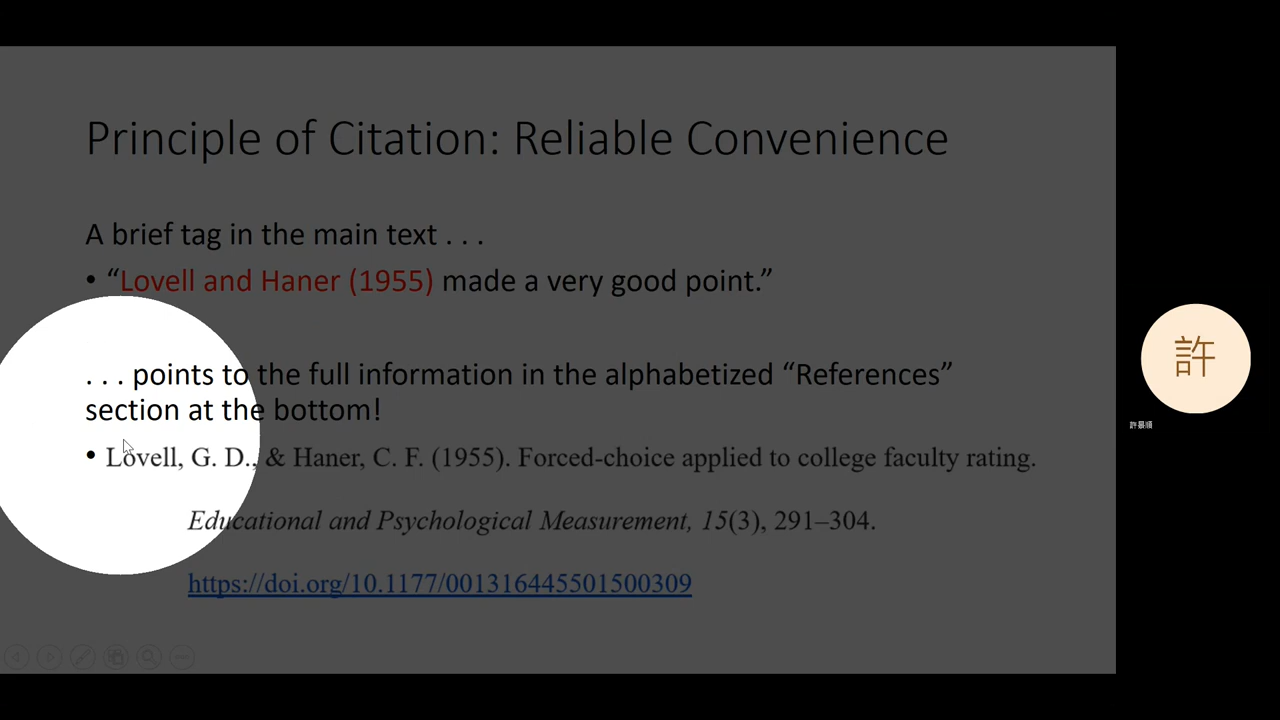 Principle of Citation: Reliable Convenience
A brief tag in the main text . . .
• “Lovell and Haner (1955) made a very good point.”
. . . points to the full information in the alphabetized “References”
section at the bottom!
• Lovell, G. D., & Haner, C. F. (1955). Forced-choice applied to college faculty rating.
Educational and Psychological Measurement, 15(3), 291–304.
https://doi.org/10.1177/001316445501500309
許
許景順